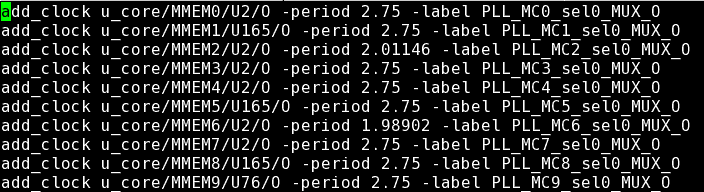 add_clock u_core/MMEM0/U2/O -period 2.75 -label PLL_MC0_sel0_MUX_O
add_clock u_core/MMEM1/U165/O -period 2.75 -label PLL_MC1_sel0_MUX_O
add_clock u_core/MMEM2/U2/O -period 2.01146 -label PLL_MC2_sel0_MUX_O
add_clock u_core/MMEM3/U2/O -period 2.75 -label PLL_MC3_sel0_MUX_O
add_clock u_core/MMEM4/U2/O -period 2.75 -label PLL_MC4_sel0_MUX_O
add_clock u_core/MMEM5/U165/O -period 2.75 -label PLL_MC5_sel0_MUX_O
add_clock u_core/MMEM6/U2/O -period 1.98902 -label PLL_MC6_sel0_MUX_O
add_clock u_core/MMEM7/U2/O -period 2.75 -label PLL_MC7_sel0_MUX_O
add_clock u_core/MMEM8/U165/O -period 2.75 -label PLL_MC8_sel0_MUX_O
add_clock u_core/MMEM9/U76/O -period 2.75 -label PLL_MC9_sel0_MUX_O